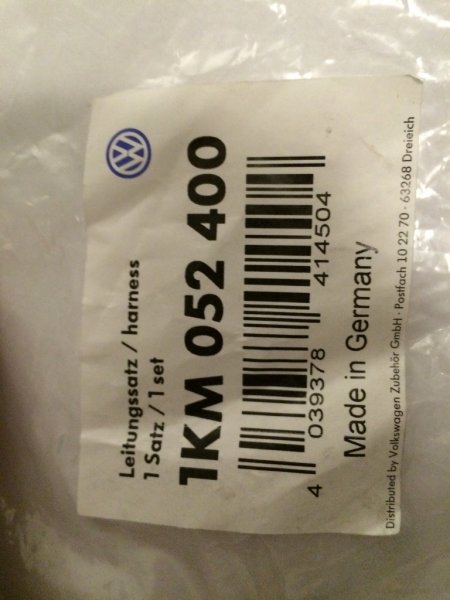 Leitungssatz / harness
1 Satz / 1 set
1KM 052 400
4 039378 414504
Made in Germany
Distributed by Volkswagen Zubehör GmbH · Postfach 10 22 70 · 63268 Dreieich